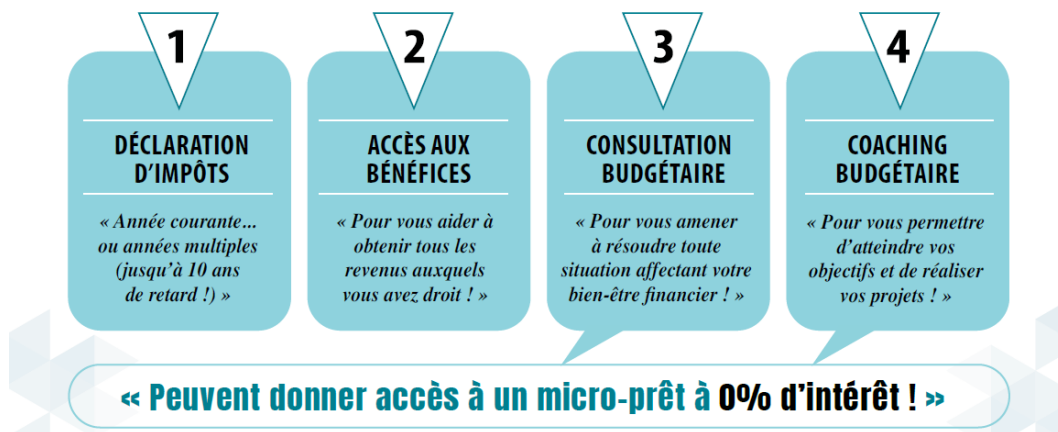 1
DÉCLARATION
D'IMPÔTS
« Année courante...
ou années multiples
(jusqu'à 10 ans
de retard !) »
2
ACCÈS AUX
BÉNÉFICES
« Pour vous aider à
obtenir tous les
revenus auxquels
vous avez droit ! »
3
CONSULTATION
BUDGÉTAIRE
« Pour vous amener
à résoudre toute
situation affectant votre
bien-être financier ! »
4
COACHING
BUDGÉTAIRE
« Pour vous permettre
d'atteindre vos
objectifs et de réaliser
vos projets ! »
« Peuvent donner accès à un micro-prêt à 0% d'intérêt ! »